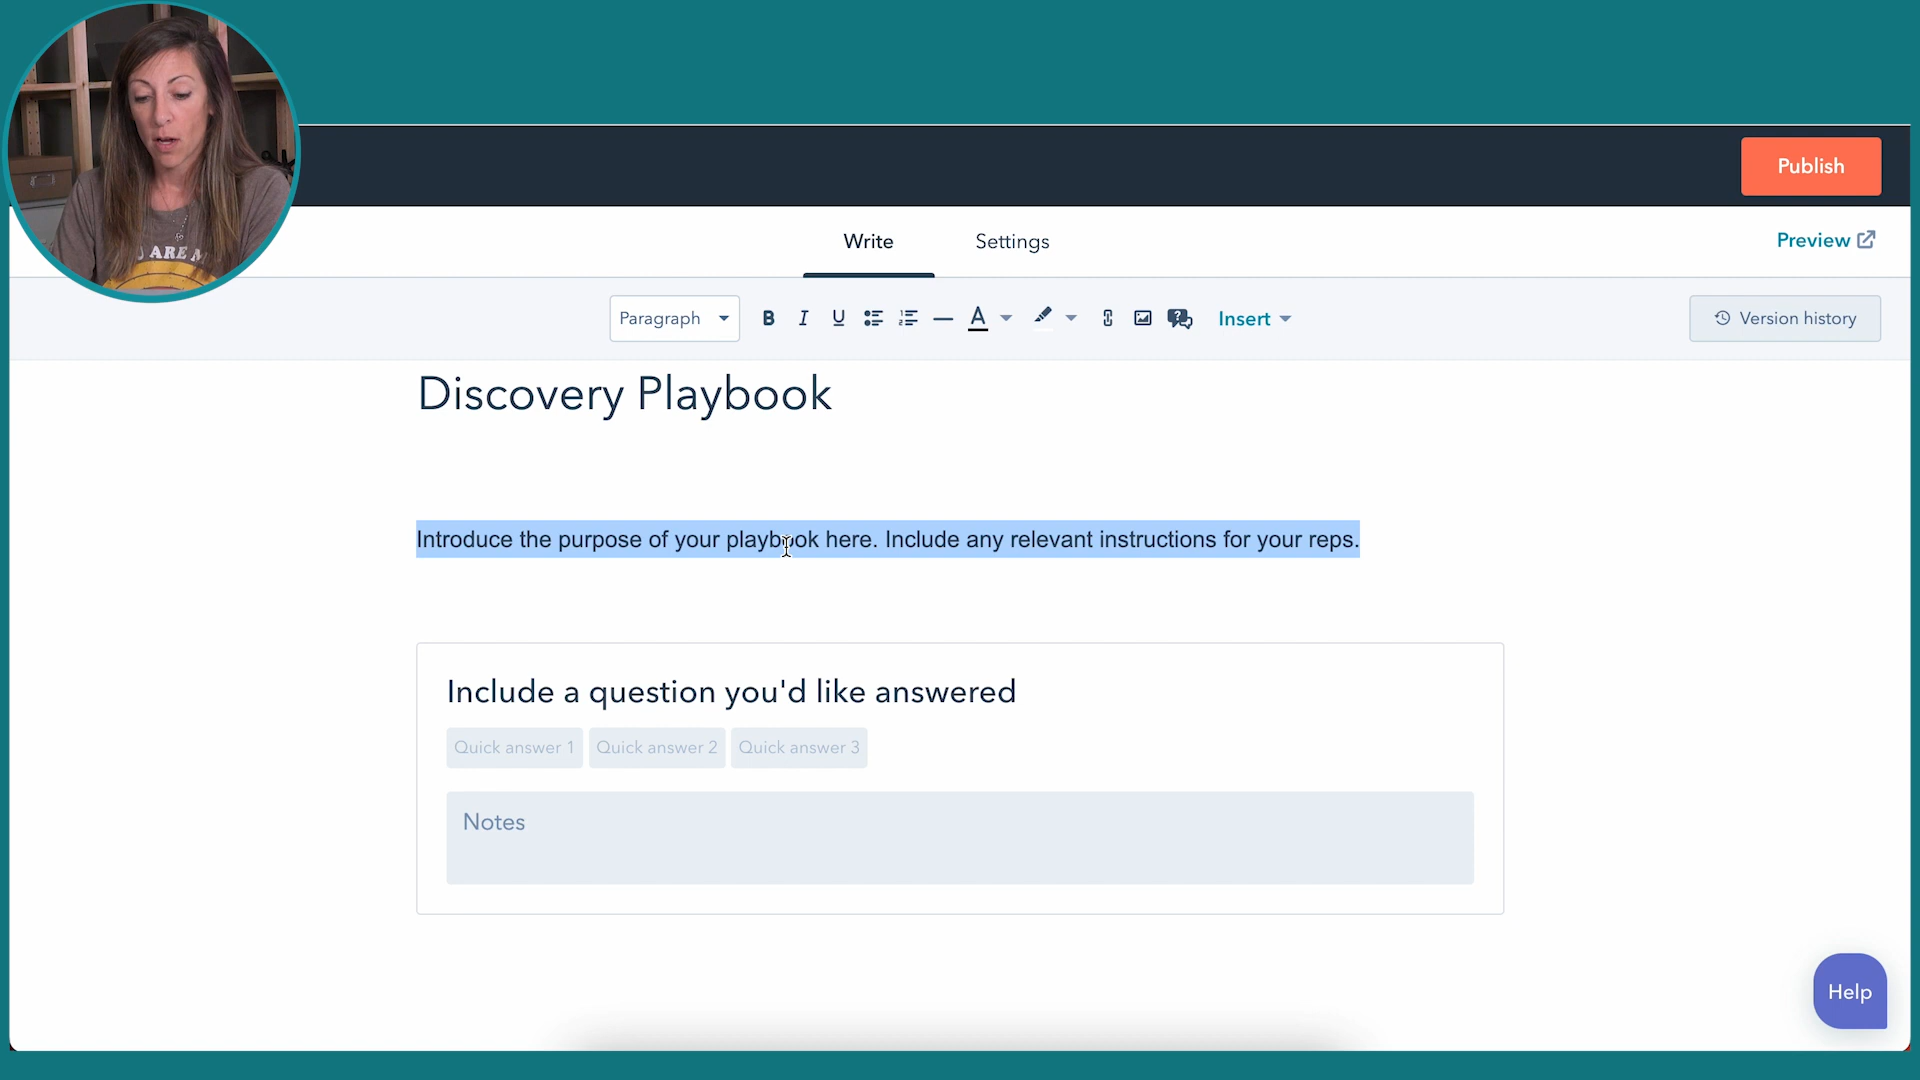 Publish
Write Settings Preview
Paragraph B I U A Insert Version history
Discovery Playbook
Introduce the purpose of your playbook here. Include any relevant instructions for your reps.
Include a question you'd like answered
Quick answer 1 Quick answer 2 Quick answer 3
Notes
Help
ARE